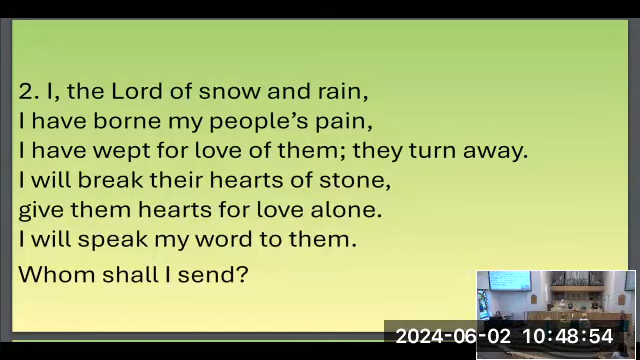 2. I, the Lord of snow and rain,
I have borne my people’s pain,
I have wept for love of them; they turn away.
I will break their hearts of stone,
give them hearts for love alone.
I will speak my word to them.
Whom shall I send?
2024-06-02 10:48:54